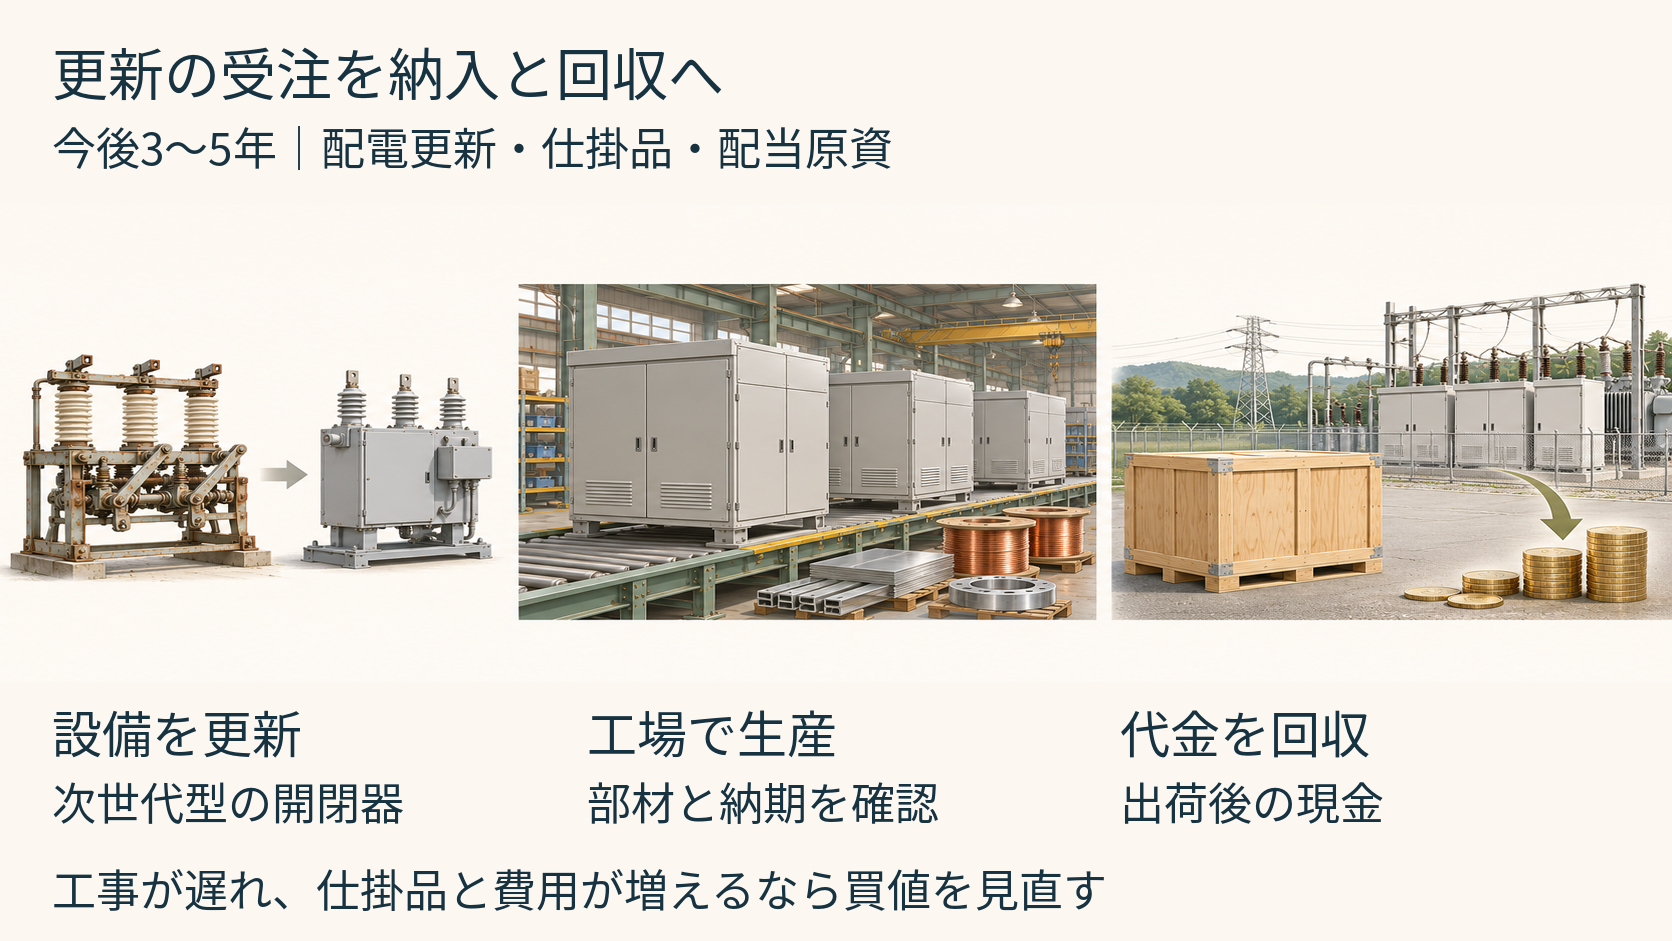 更新の受注を納入と回収へ
今後3〜5年｜配電更新・仕掛品・配当原資
設備を更新
次世代型の開閉器
工場で生産
部材と納期を確認
代金を回収
出荷後の現金
工事が遅れ、仕掛品と費用が増えるなら買値を見直す